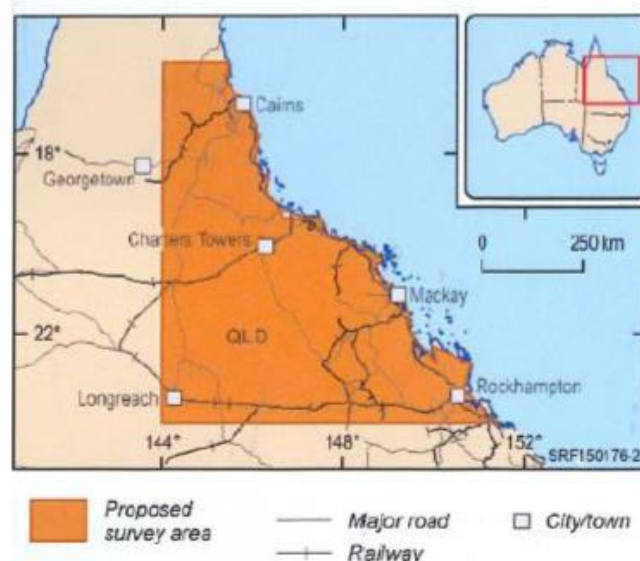 Cairns
18°
Georgetown
0 250 km
Charters Towers
Mackay
22°
QLD
Longreach
Rockhampton
144° 148° 152°
SRF150176-2
Proposed
survey area
Major road
City/town
Railway